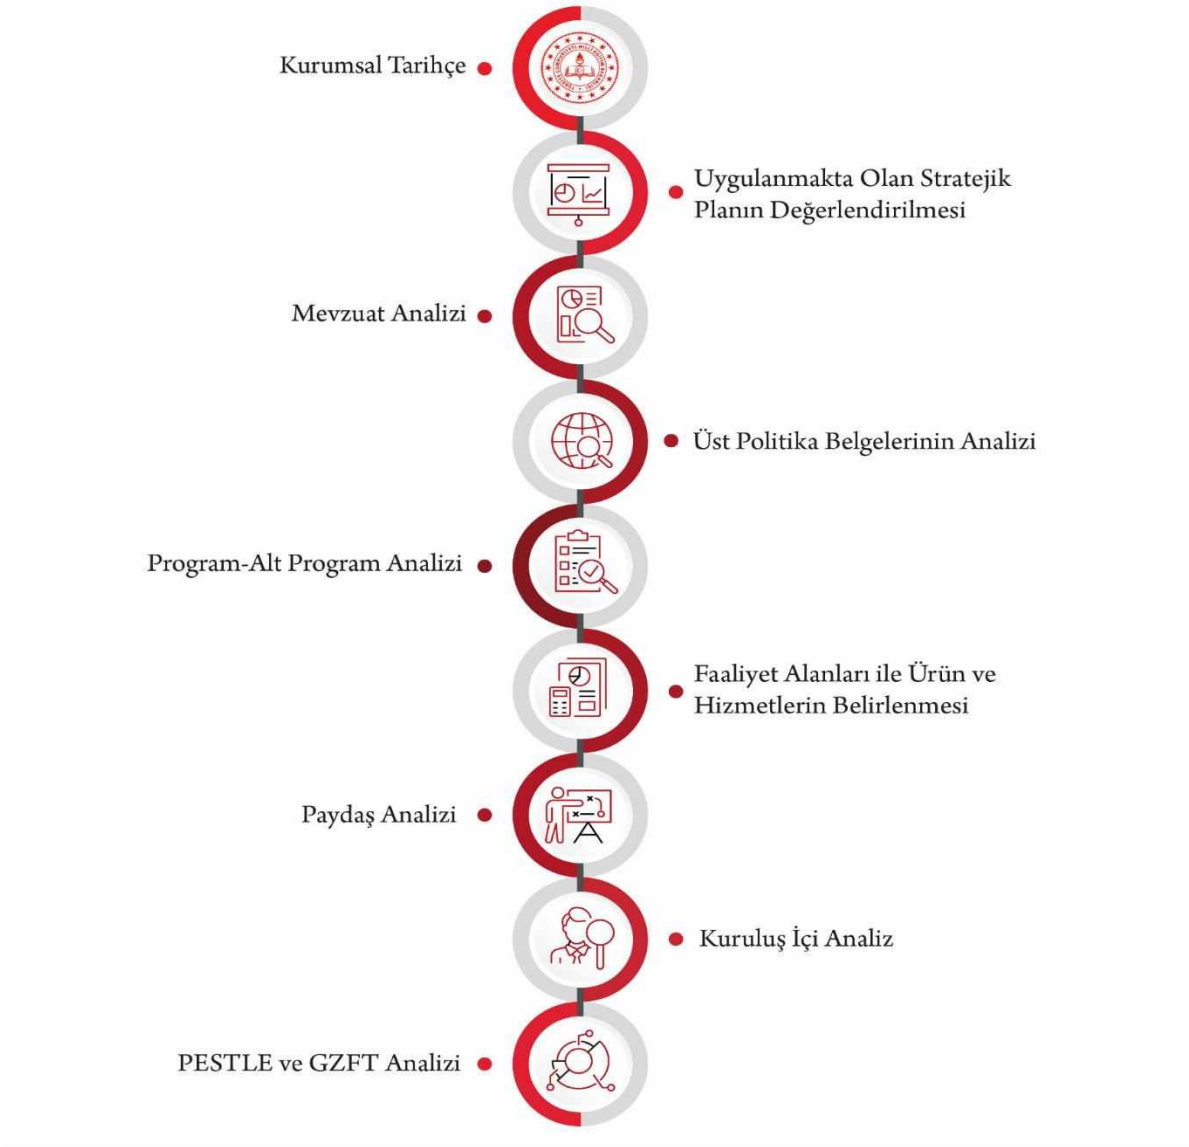 Kurumsal Tarihçe
Uygulanmakta Olan Stratejik
Planın Değerlendirilmesi
Mevzuat Analizi
Üst Politika Belgelerinin Analizi
Program-Alt Program Analizi
Faaliyet Alanları ile Ürün ve
Hizmetlerin Belirlenmesi
Paydaş Analizi
Kuruluş İçi Analiz
PESTLE ve GZFT Analizi